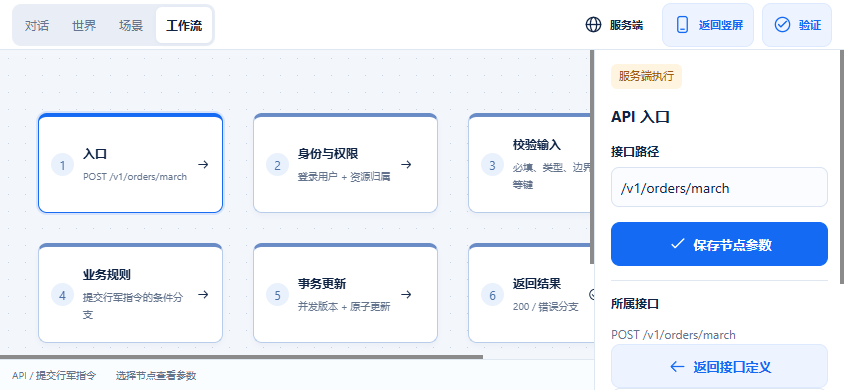 对话 世界 场景 工作流 服务端 返回竖屏 验证
服务端执行
API 入口
接口路径
/v1/orders/march
保存节点参数
所属接口
POST /v1/orders/march
返回接口定义
1 入口
POST /v1/orders/march
2 身份与权限
登录用户 + 资源归属
3 校验输入
必填、类型、边界
等键
4 业务规则
提交行军指令的条件分
支
5 事务更新
并发版本 + 原子更新
6 返回结果
200 / 错误分支
API / 提交行军指令 选择节点查看参数